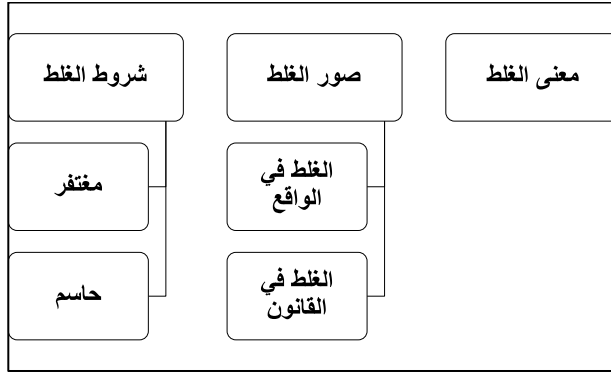 معنى الغلط
صور الغلط
الغلط في
الواقع
الغلط في
القانون
شروط الغلط
مغتفر
حاسم